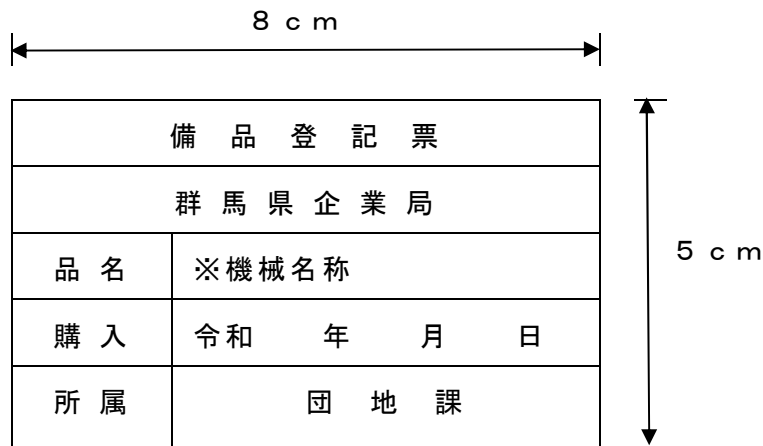 ８ｃｍ
備品登記票
群馬県企業局
品名 ※機械名称
５ｃｍ
購入 令和　　年　　月　　日
所属 団地課